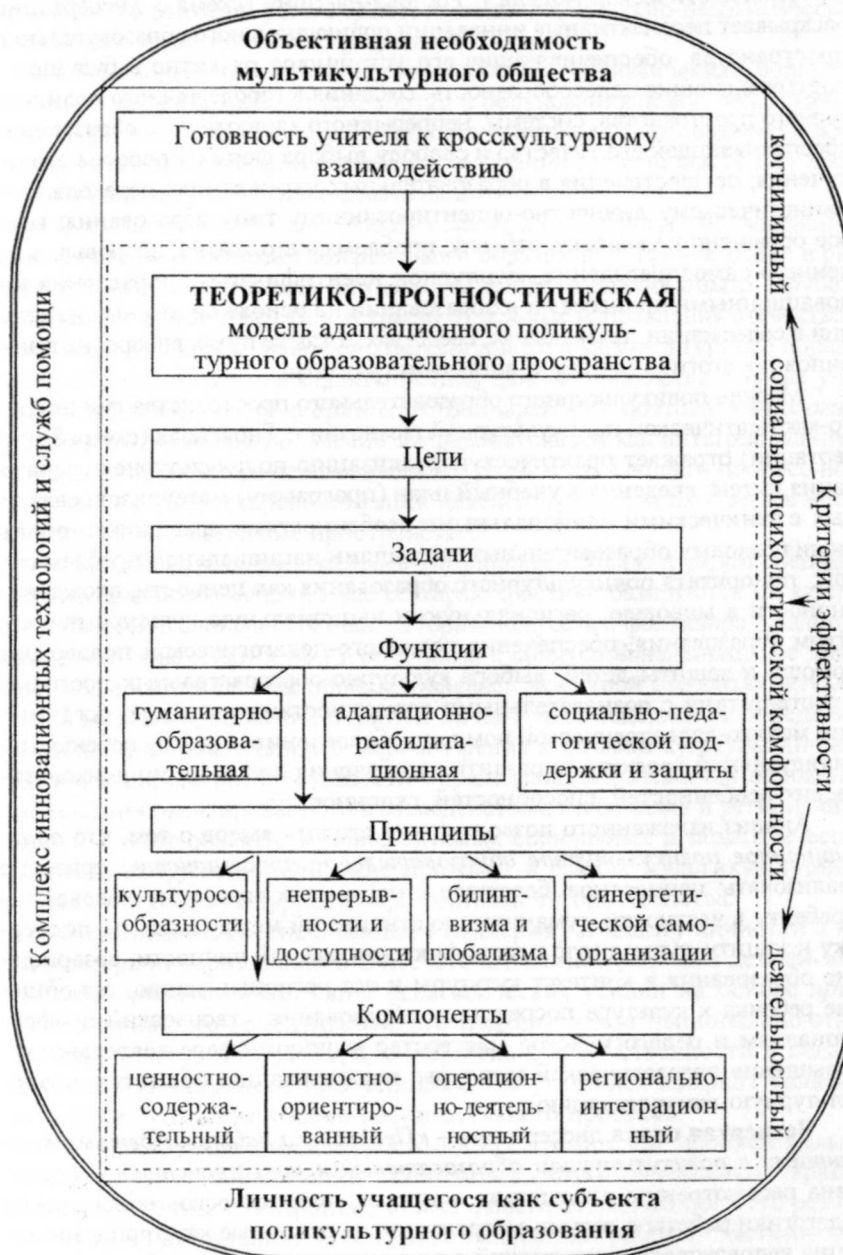 Объективная необходимость
мультикультурного общества
Готовность учителя к кросскультурному
взаимодействию
ТЕОРЕТИКО-ПРОГНОСТИЧЕСКАЯ
модель адаптационного поликуль-
турного образовательного пространства
Цели
Задачи
Функции
гуманитарно-
образова-
тельная
адаптационно-
реабилита-
ционная
социально-педа-
гогической под-
держки и защиты
Принципы
культуросо-
образности
непрерыв-
ности и
доступности
билинг-
визма и
глобализма
синергети-
ческой само-
организации
Компоненты
ценностно-
содержа-
тельный
личностно-
ориентиро-
ванный
операцион-
но-деятель-
ностный
регионально-
интеграцион-
ный
Личность учащегося как субъекта
поликультурного образования
Комплекс инновационных технологий и служб помощи
когнитивный
социально-психологической комфортности
деятельностный
Критерии эффективности